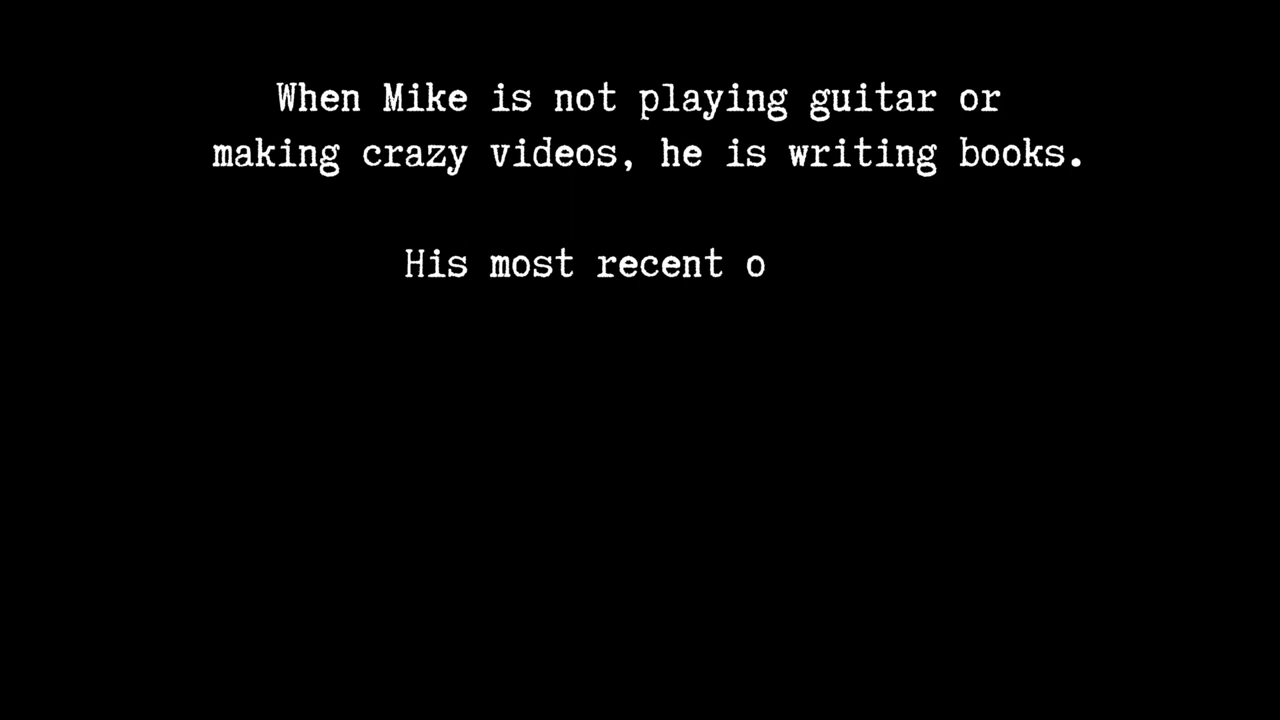 When Mike is not playing guitar or
making crazy videos, he is writing books.
His most recent o